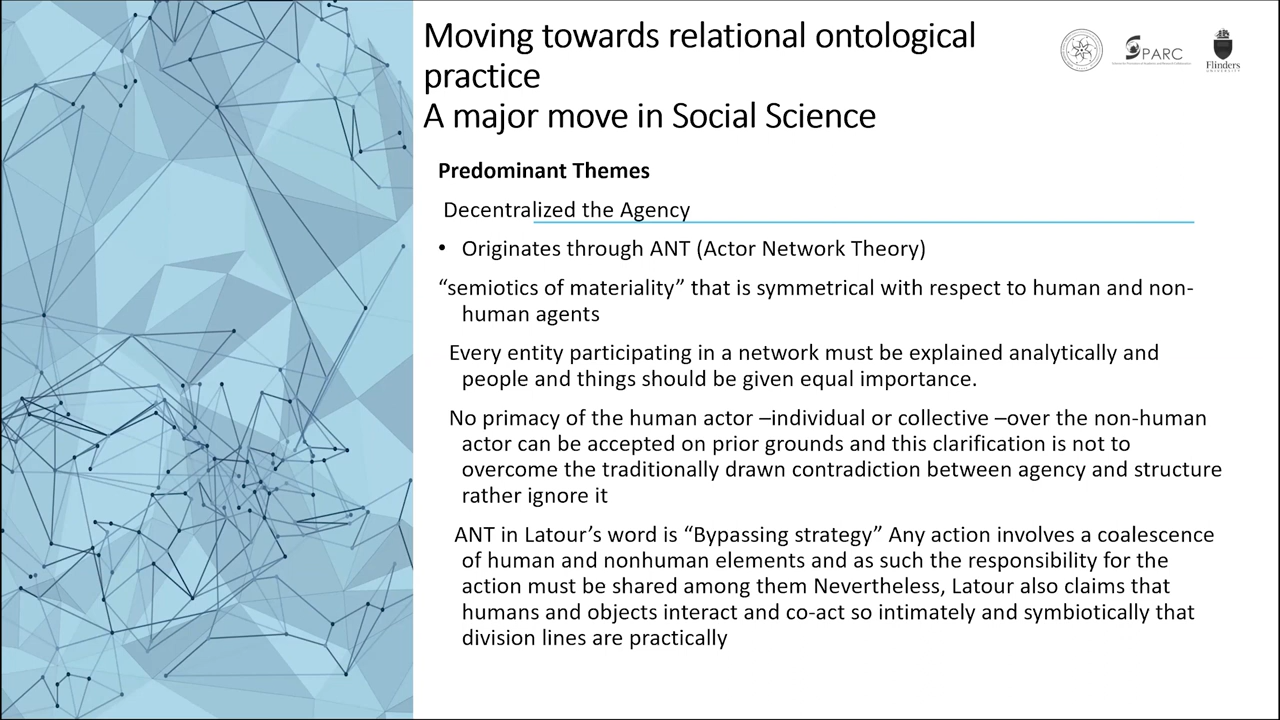 Moving towards relational ontological
practice
A major move in Social Science
SPARC
Flinders
UNIVERSITY
Predominant Themes
Decentralized the Agency
• Originates through ANT (Actor Network Theory)
“semiotics of materiality” that is symmetrical with respect to human and non-
human agents
Every entity participating in a network must be explained analytically and
people and things should be given equal importance.
No primacy of the human actor –individual or collective –over the non-human
actor can be accepted on prior grounds and this clarification is not to
overcome the traditionally drawn contradiction between agency and structure
rather ignore it
ANT in Latour’s word is “Bypassing strategy” Any action involves a coalescence
of human and nonhuman elements and as such the responsibility for the
action must be shared among them Nevertheless, Latour also claims that
humans and objects interact and co-act so intimately and symbiotically that
division lines are practically